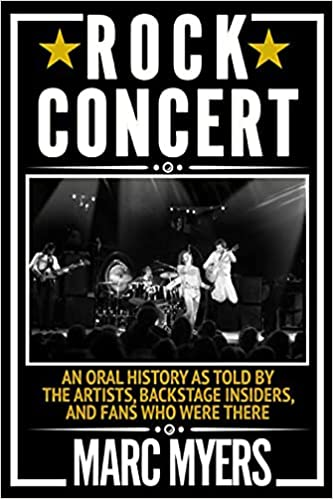 ROCK
CONCERT
AN ORAL HISTORY AS TOLD BY
THE ARTISTS, BACKSTAGE INSIDERS,
AND FANS WHO WERE THERE
MARC MYERS